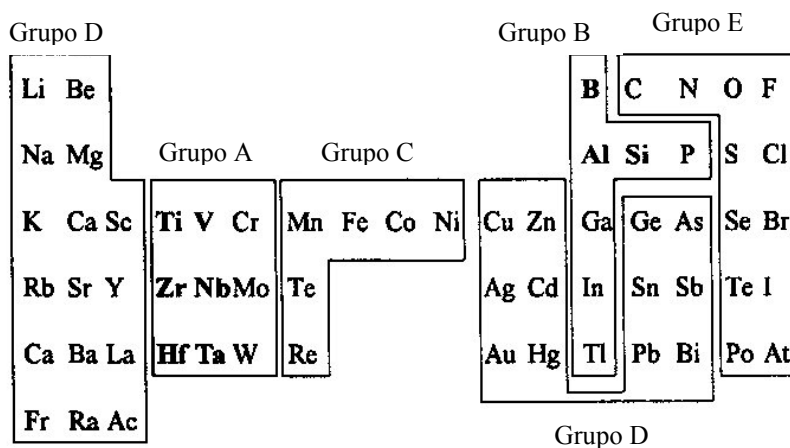 Grupo D Grupo B Grupo E
Li Be B C N O F
Na Mg Grupo A Grupo C Al Si P S Cl
K Ca Sc Ti V Cr Mn Fe Co Ni Cu Zn Ga Ge As Se Br
Rb Sr Y Zr Nb Mo Te Ag Cd In Sn Sb Te I
Ca Ba La Hf Ta W Re Au Hg Tl Pb Bi Po At
Fr Ra Ac
Grupo D